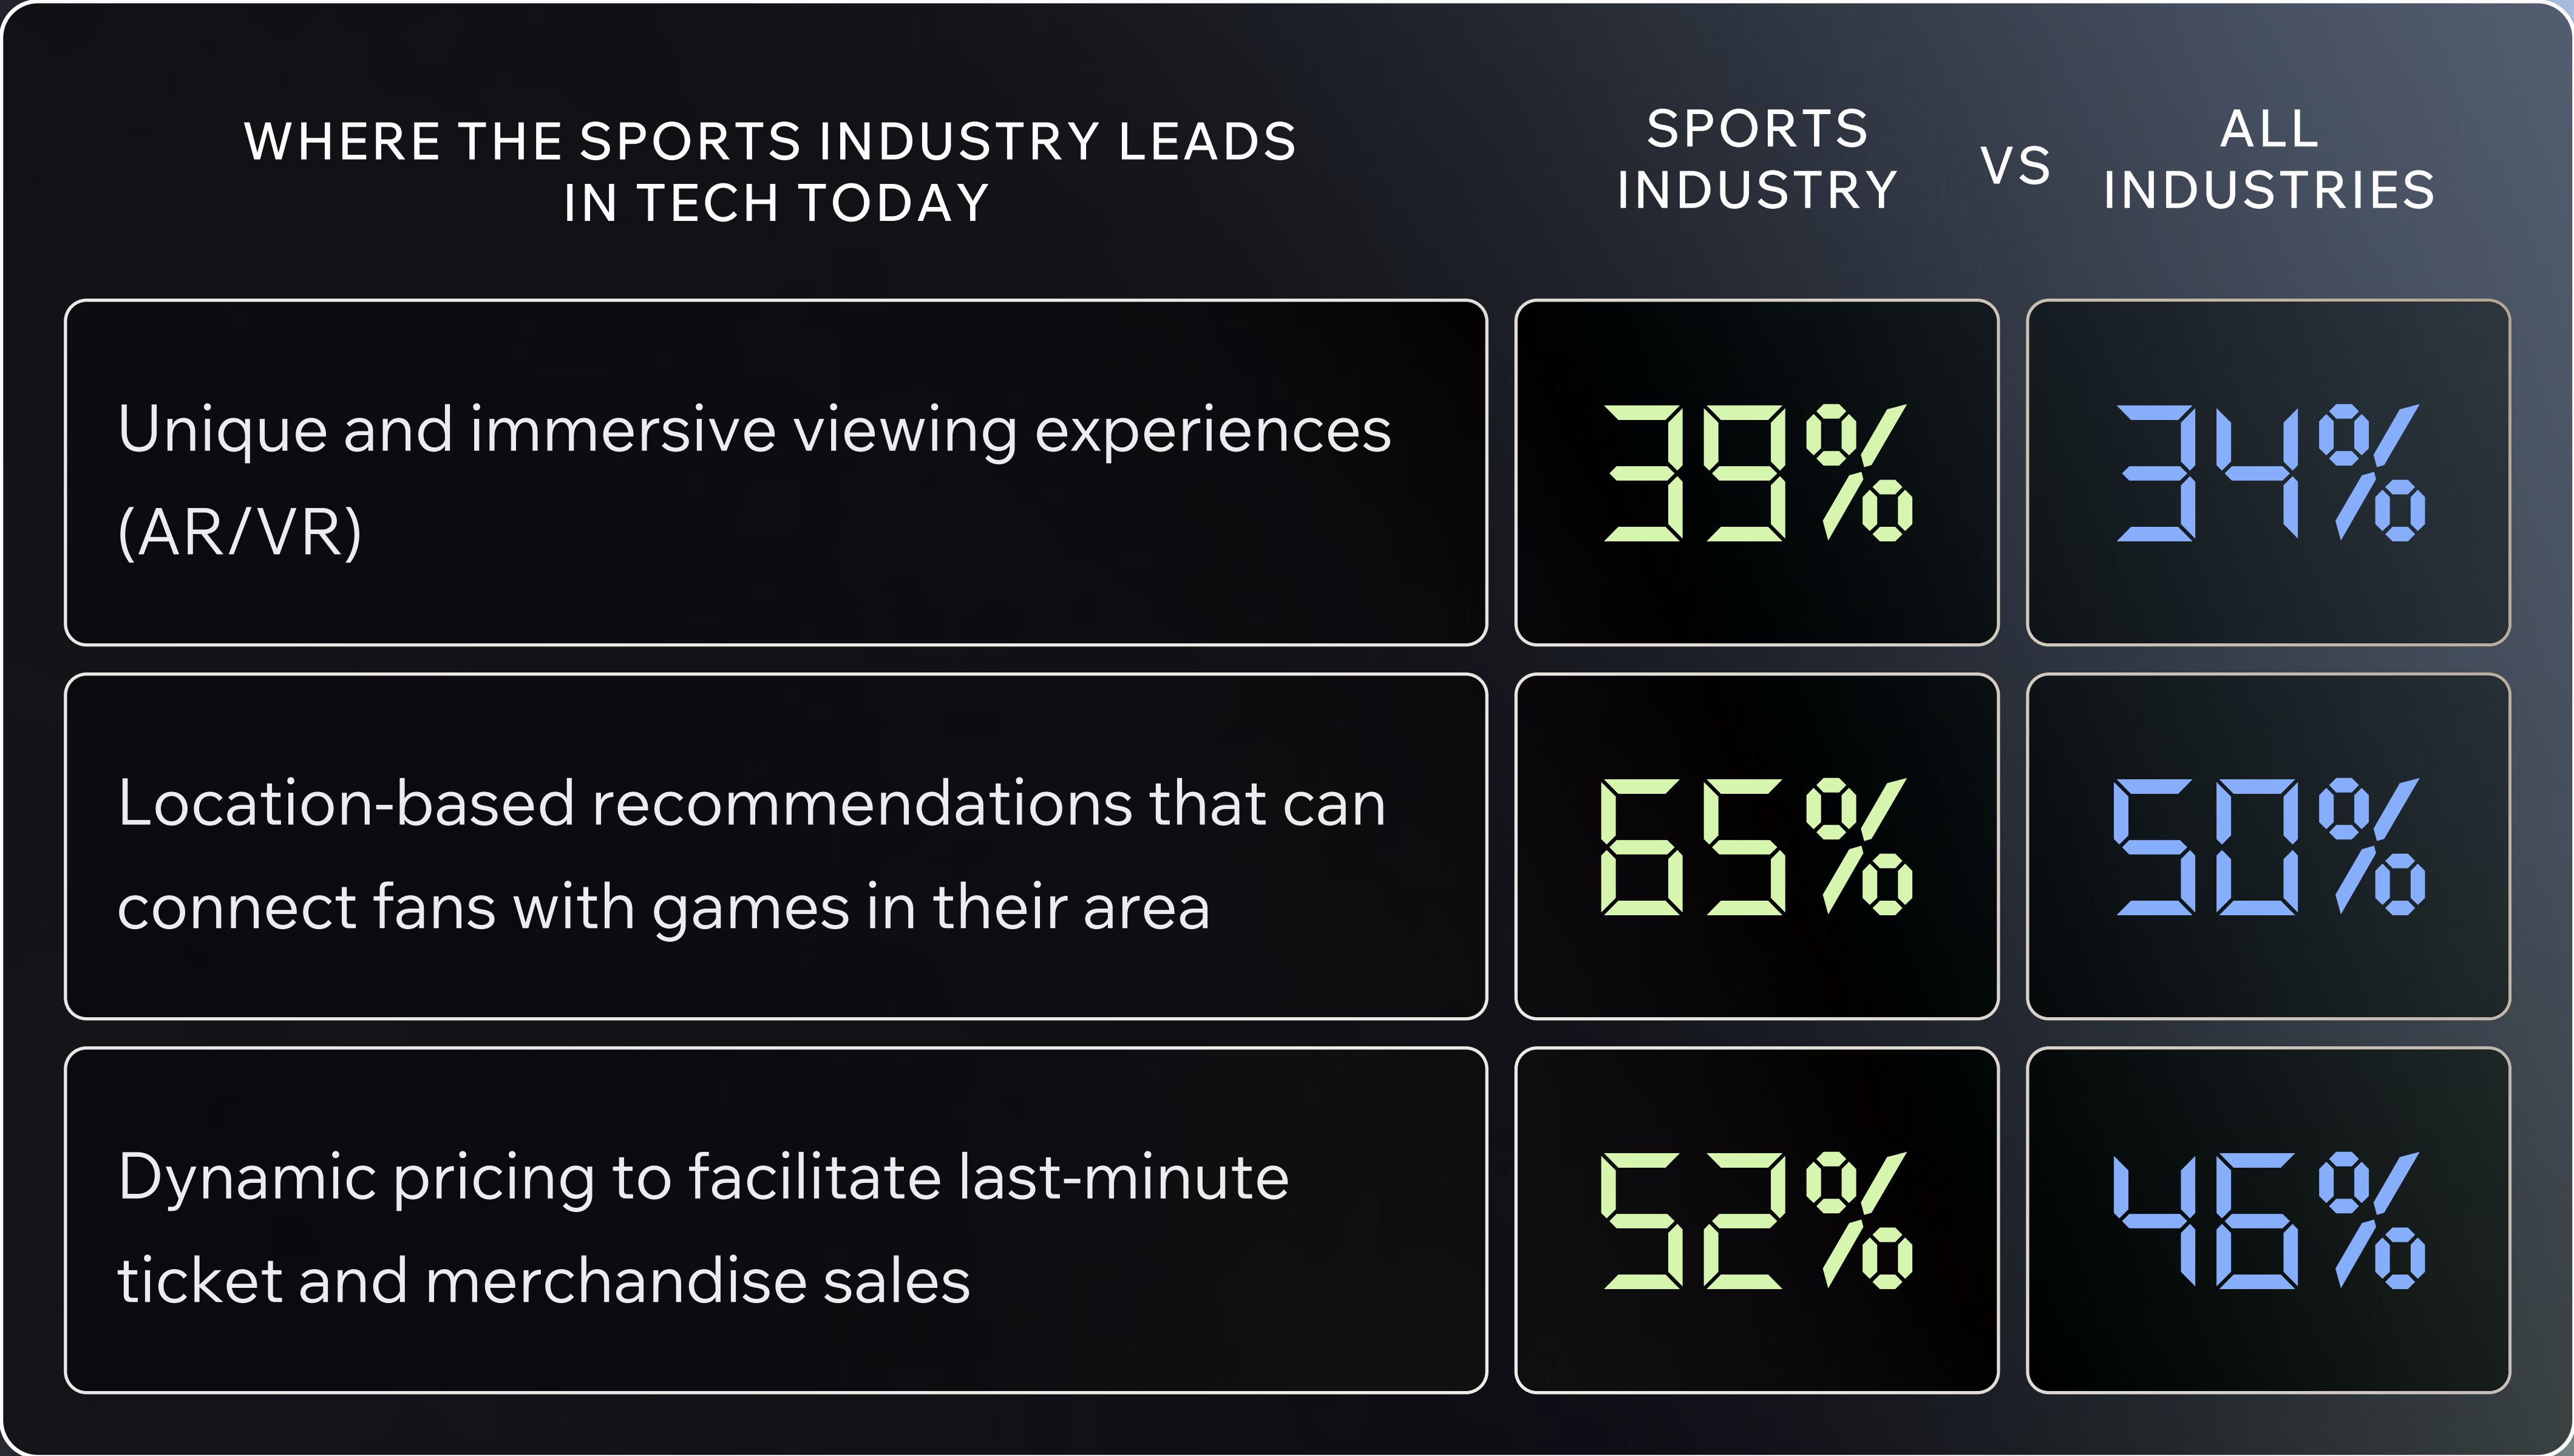 WHERE THE SPORTS INDUSTRY LEADS
IN TECH TODAY
SPORTS
INDUSTRY
VS
ALL
INDUSTRIES
Unique and immersive viewing experiences
(AR/VR)
39%
34%
Location-based recommendations that can
connect fans with games in their area
65%
50%
Dynamic pricing to facilitate last-minute
ticket and merchandise sales
52%
46%